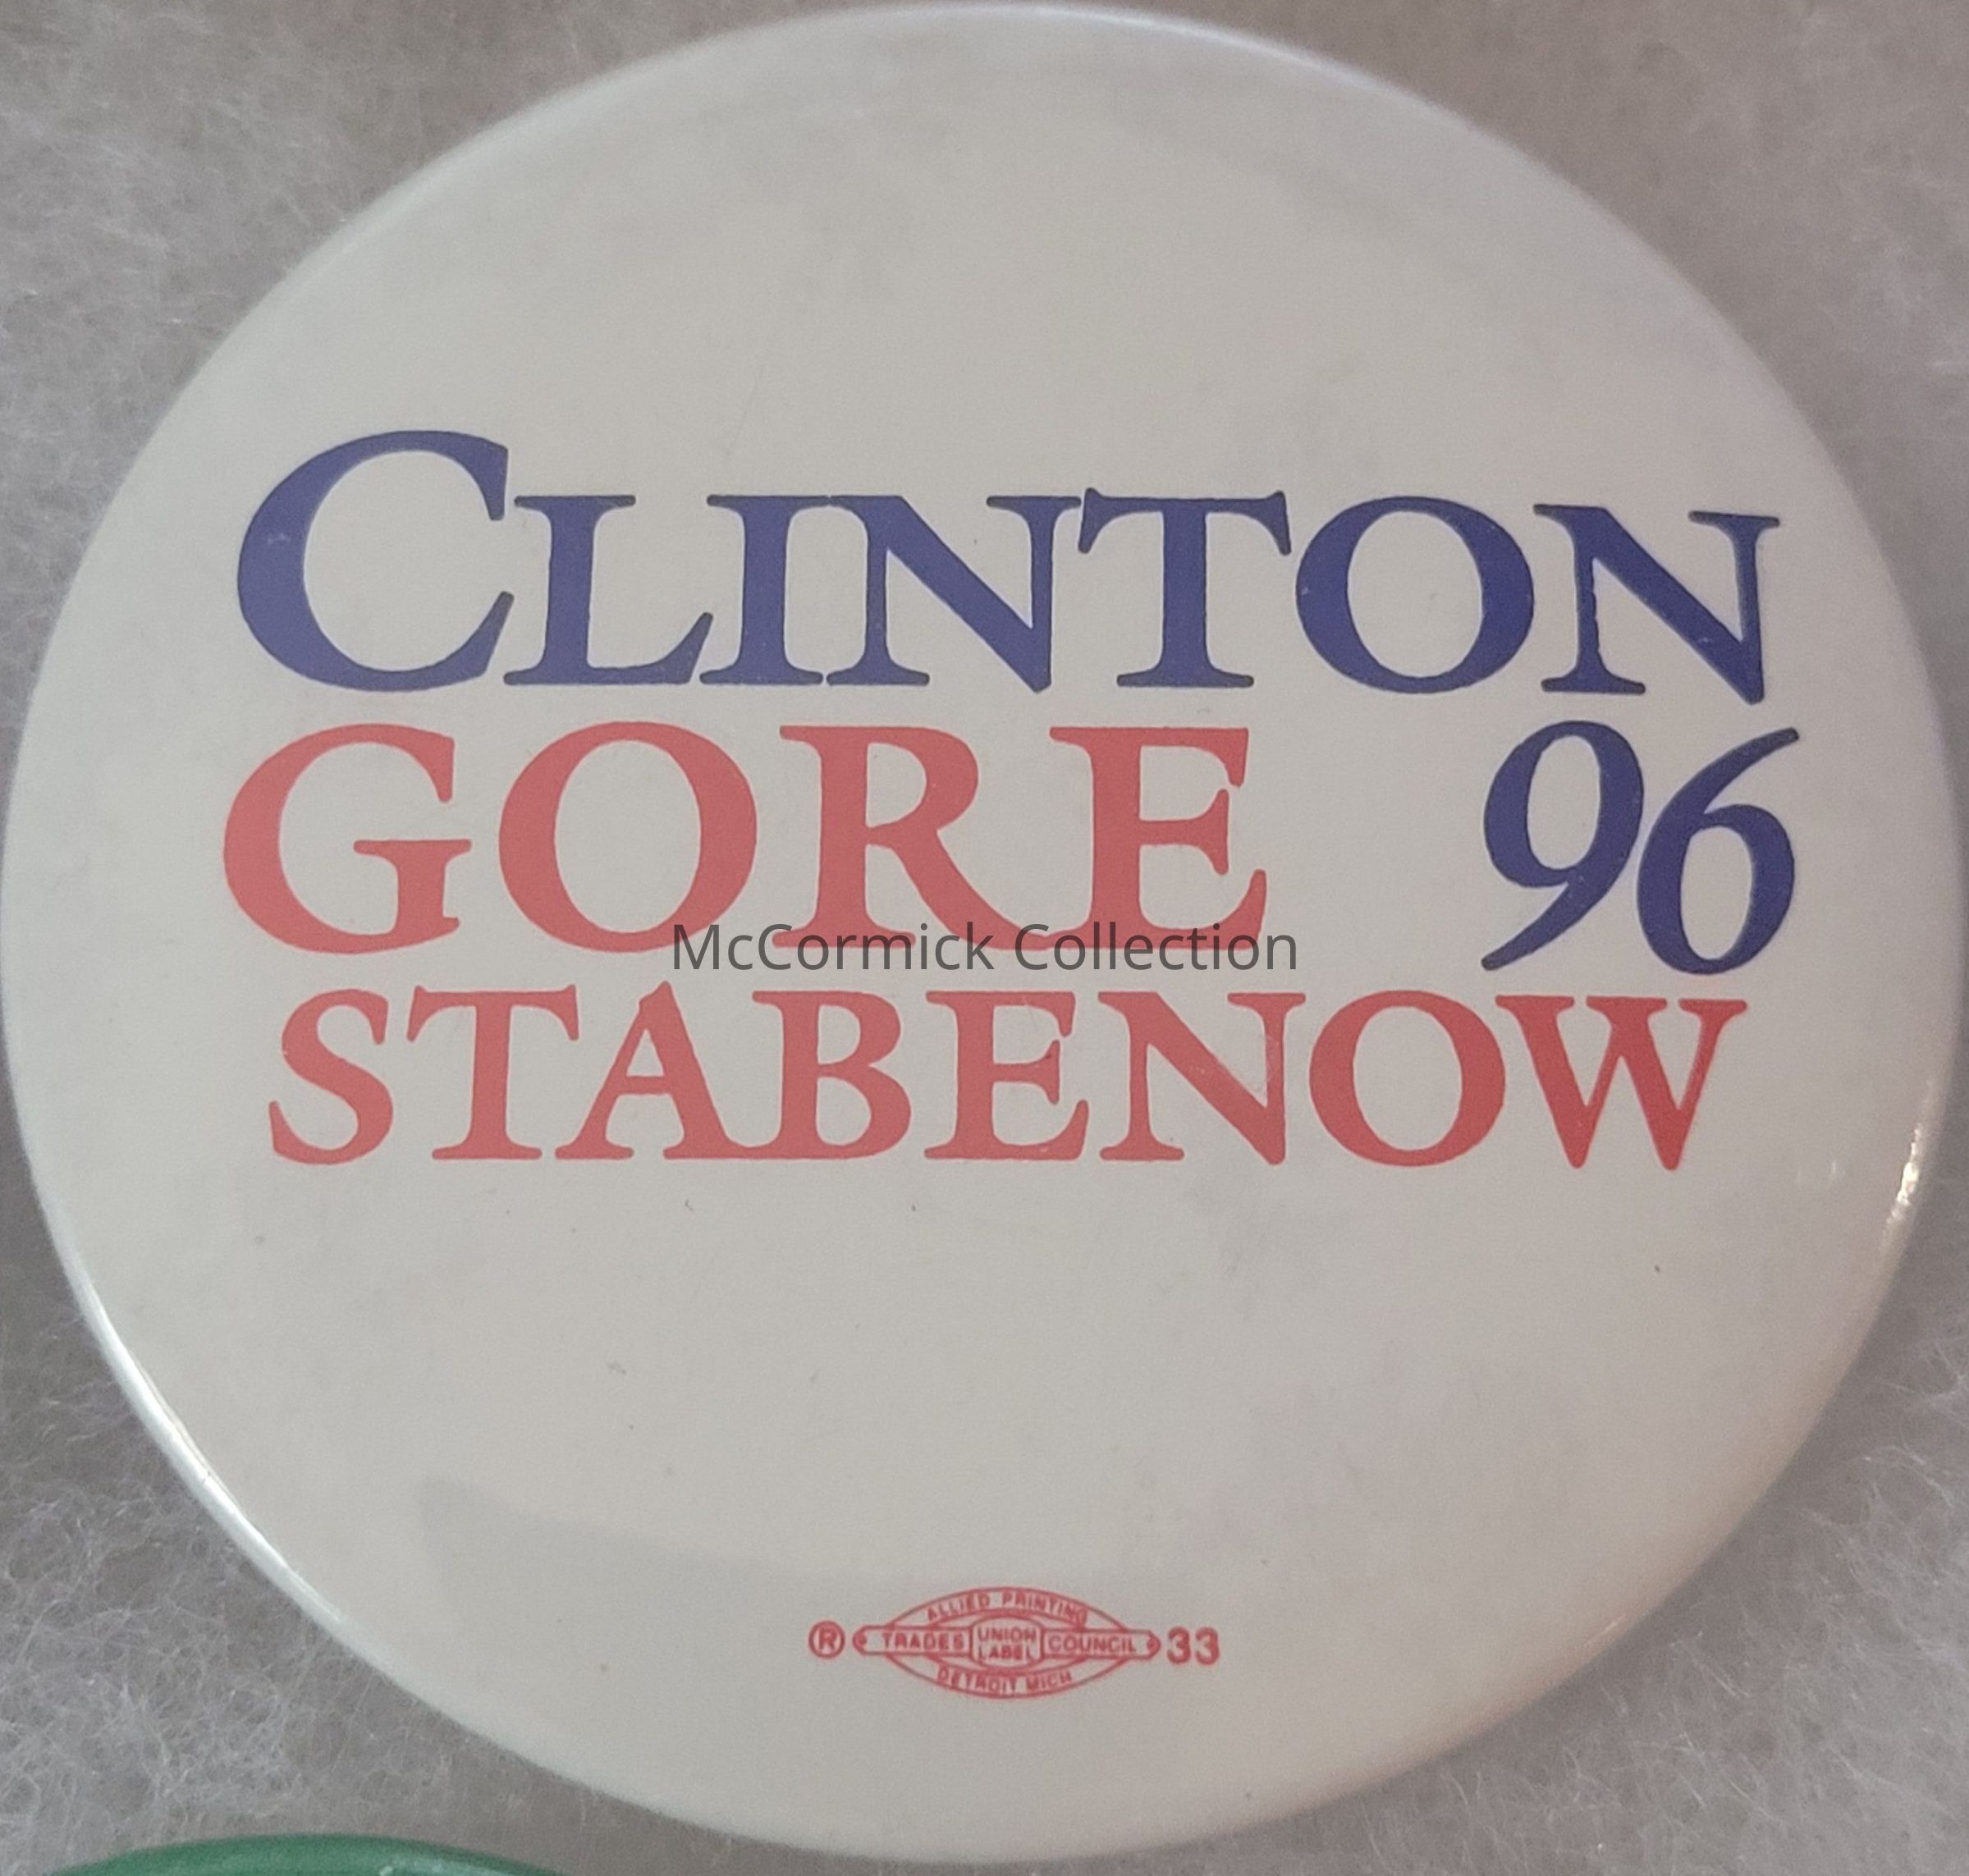 CLINTON
GORE 96
McCormick Collection
STABENOW
ALLIED PRINTING
® TRADES UNION LABEL COUNCIL 33
DETROIT MICH